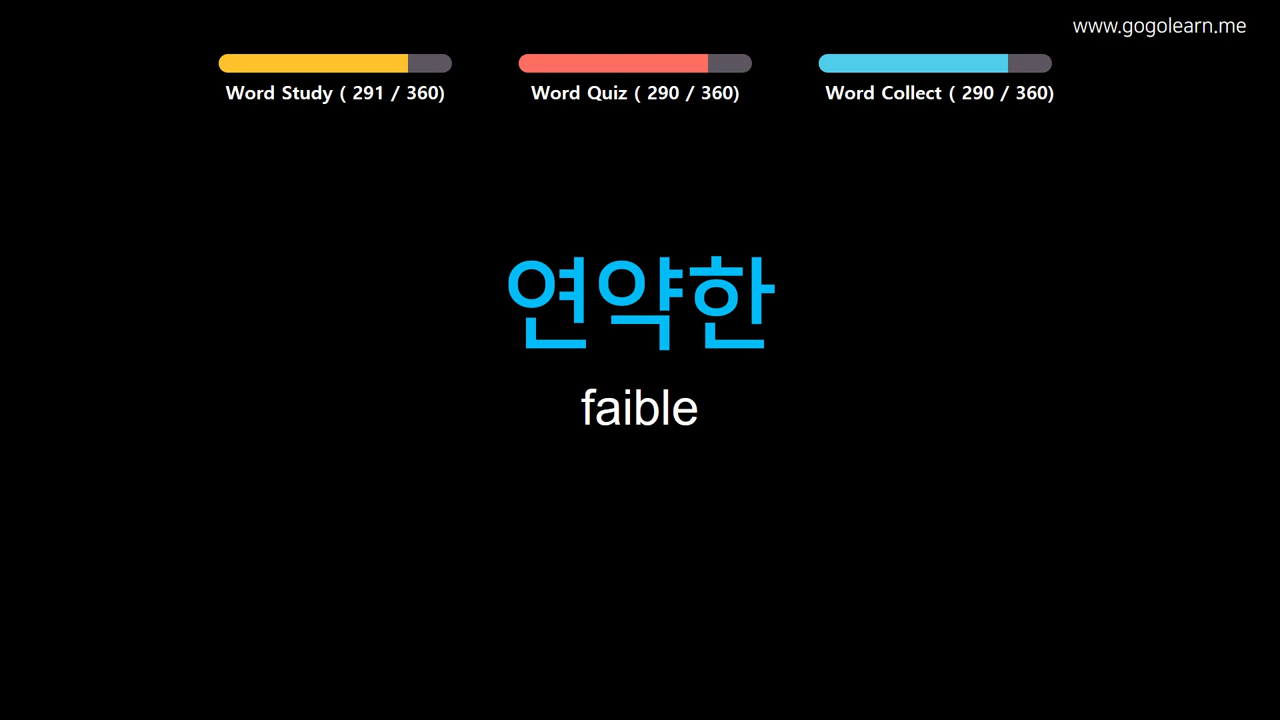 www.gogolearn.me
Word Study ( 291 / 360)
Word Quiz ( 290 / 360)
Word Collect ( 290 / 360)
연약한
faible